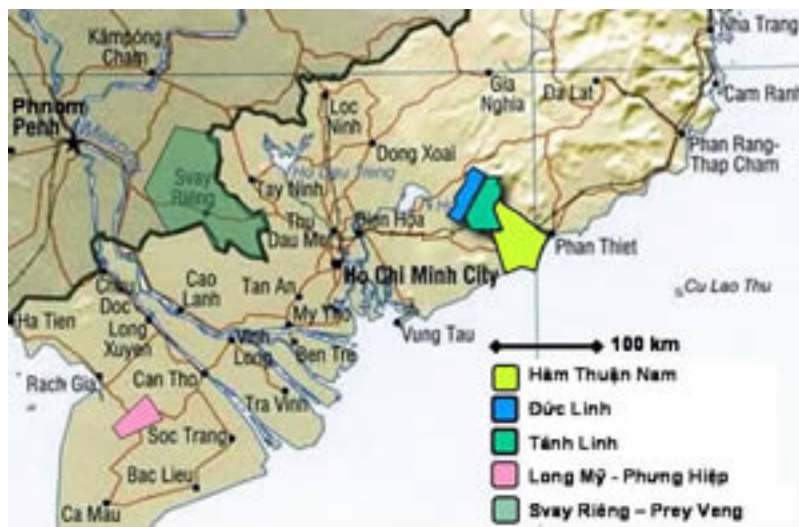 Kâmpóng
Cham
Phnom
Penh
Mekong
Svay
Riêng
Loc
Ninh
Gia
Nghia
Da Lat
Nha Trang
Cam Ranh
Phan Rang-
Thap Cham
Dong Xoai
Tay Ninh
Thu
Dau Mot
Bien Hoa
Phan Thiet
Ho Chi Minh City
Cu Lao Thu
Chau
Doc
Cao
Lanh
Tan An
My Tho
Vung Tau
Ha Tien
Long
Xuyen
Vinh
Long
Ben Tre
Rach Gia
Can Tho
Tra Vinh
Soc Trang
Bac Lieu
Ca Mau
100 km
Hàm Thuận Nam
Đức Linh
Tánh Linh
Long Mỹ - Phụng Hiệp
Svay Riêng – Prey Veng